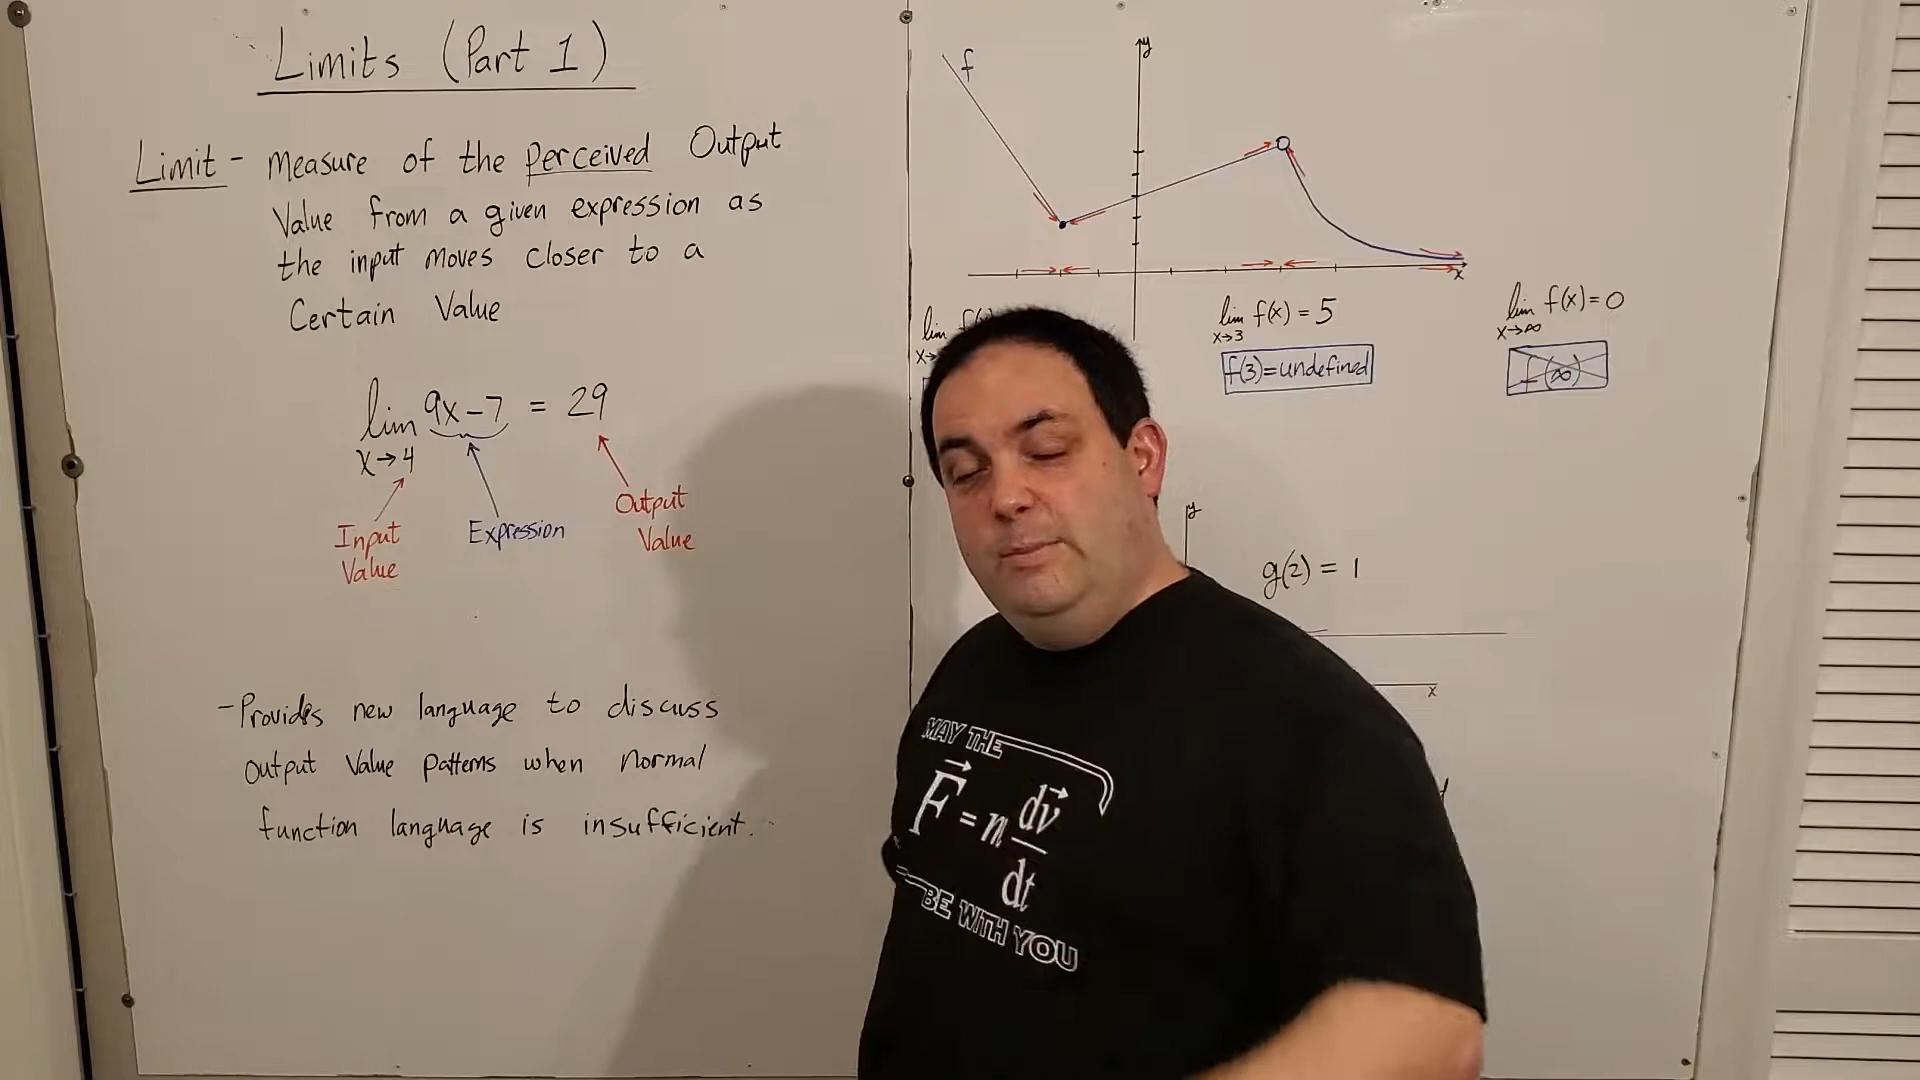 Limits (Part 1)
Limit - Measure of the perceived Output
Value from a given expression as
the input moves closer to a
Certain Value
lim 9x-7 = 29
x→4
Input
Value
Expression
Output
Value
-Provides new language to discuss
Output Value patterns when normal
function language is insufficient.
f
y
x
lim
x→
lim f(x) = 5
x→3
f(3)=undefined
lim f(x)=0
x→∞
f(∞)
y
g(2) = 1
x
MAY THE
F = m dv
dt
BE WITH YOU